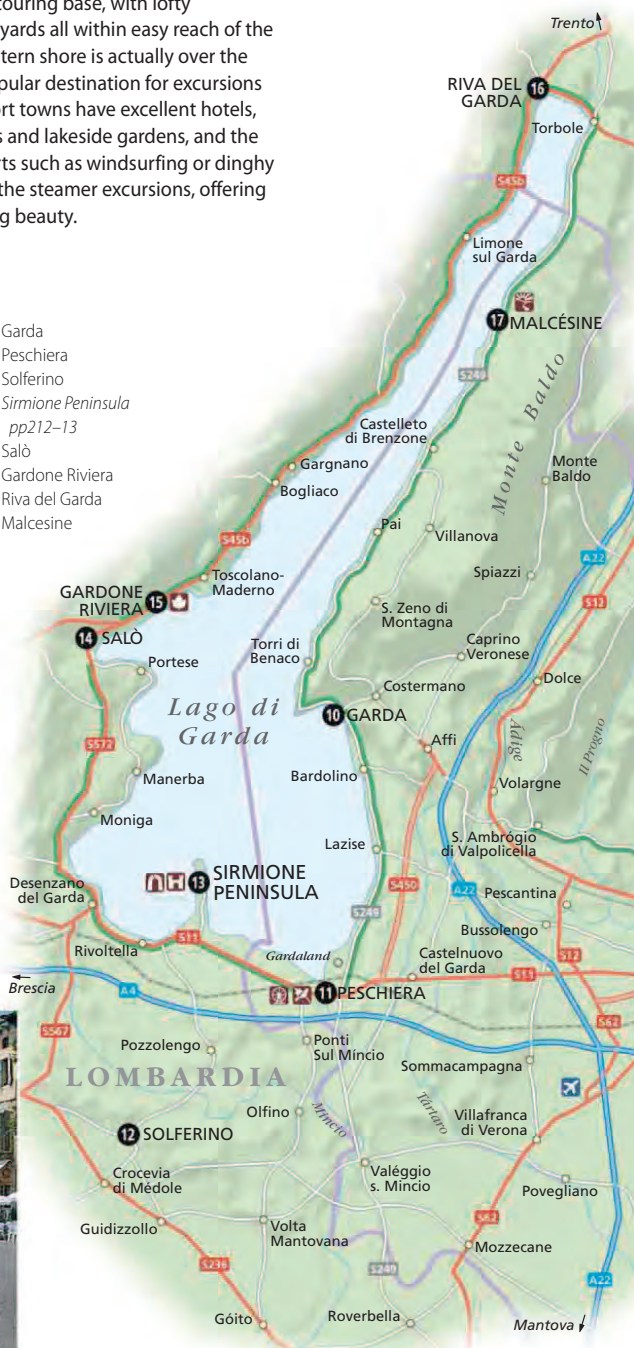 touring base, with lofty
yards all within easy reach of the
tern shore is actually over the
pular destination for excursions
ort towns have excellent hotels,
s and lakeside gardens, and the
rts such as windsurfing or dinghy
the steamer excursions, offering
g beauty.
Garda
Peschiera
Solferino
Sirmione Peninsula
pp212–13
Salò
Gardone Riviera
Riva del Garda
Malcesine
Trento
RIVA DEL
GARDA
16
Torbole
S45b
Limone
sul Garda
17 MALCÉSINE
S249
Monte Baldo
Castelleto
di Brenzone
Monte
Baldo
Gargnano
Bogliaco
Pai
Villanova
S45b
A22
Spiazzi
S12
Toscolano-
Maderno
GARDONE
RIVIERA
15
S. Zeno di
Montagna
14 SALÒ
Caprino
Veronese
Torri di
Benaco
Portese
Dolce
Costermano
Lago di
Garda
10 GARDA
Adige
Il Progno
Affi
S572
Manerba
Bardolino
Volargne
Moniga
S. Ambrógio
di Valpolicella
Lazise
SIRMIONE
PENINSULA
13
Desenzano
del Garda
S450
A22
Pescantina
S249
Bussolengo
Rivoltella
S11
Gardaland
Castelnuovo
del Garda
S12
S11
Brescia
A4
11 PESCHIERA
S62
S567
Ponti
Sul Míncio
Pozzolengo
Sommacampagna
LOMBARDIA
Olfino
Mincio
Tàrtaro
Villafranca
di Verona
12 SOLFERINO
Valéggio
s. Mincio
Crocevia
di Médole
Povegliano
Guidizzollo
Volta
Mantovana
S62
Mozzecane
S236
S249
A22
Góito
Roverbella
Mantova